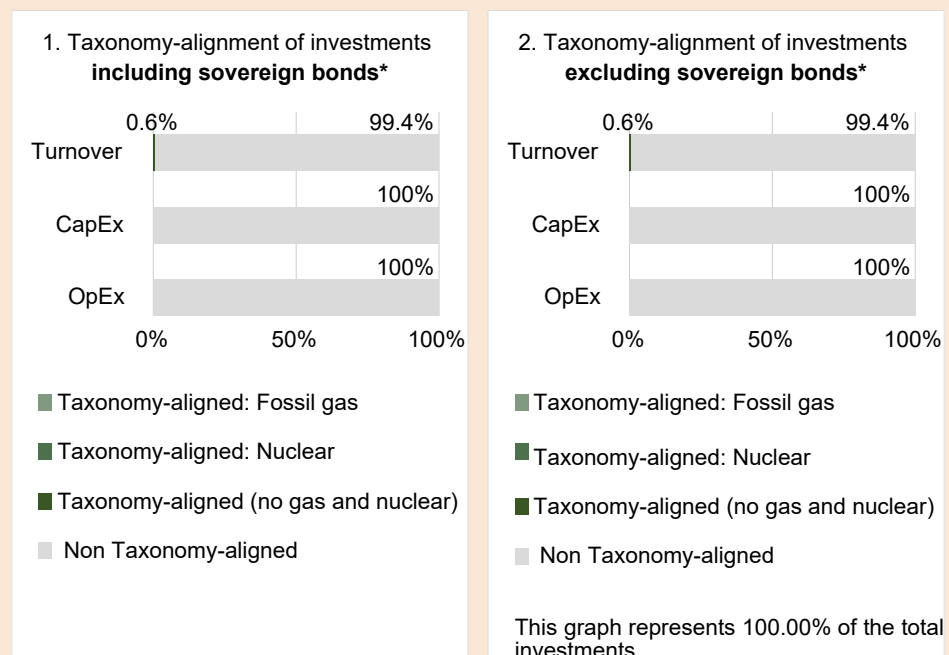 1. Taxonomy-alignment of investments
including sovereign bonds*
0.6% 99.4%
Turnover
100%
CapEx
100%
OpEx
0% 50% 100%
Taxonomy-aligned: Fossil gas
Taxonomy-aligned: Nuclear
Taxonomy-aligned (no gas and nuclear)
Non Taxonomy-aligned
2. Taxonomy-alignment of investments
excluding sovereign bonds*
0.6% 99.4%
Turnover
100%
CapEx
100%
OpEx
0% 50% 100%
Taxonomy-aligned: Fossil gas
Taxonomy-aligned: Nuclear
Taxonomy-aligned (no gas and nuclear)
Non Taxonomy-aligned
This graph represents 100.00% of the total
investments